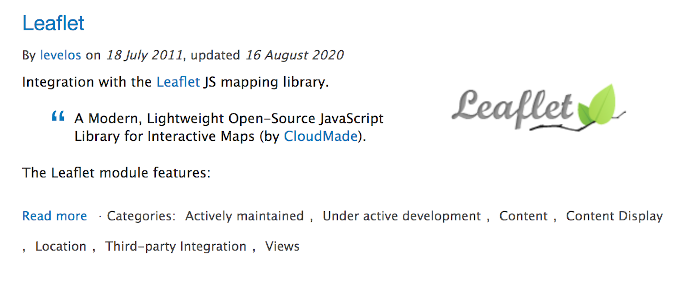 Leaflet
By levelos on 18 July 2011, updated 16 August 2020
Integration with the Leaflet JS mapping library.
Leaflet
“ A Modern, Lightweight Open-Source JavaScript
Library for Interactive Maps (by CloudMade).
The Leaflet module features:
Read more · Categories: Actively maintained , Under active development , Content , Content Display
, Location , Third-party Integration , Views